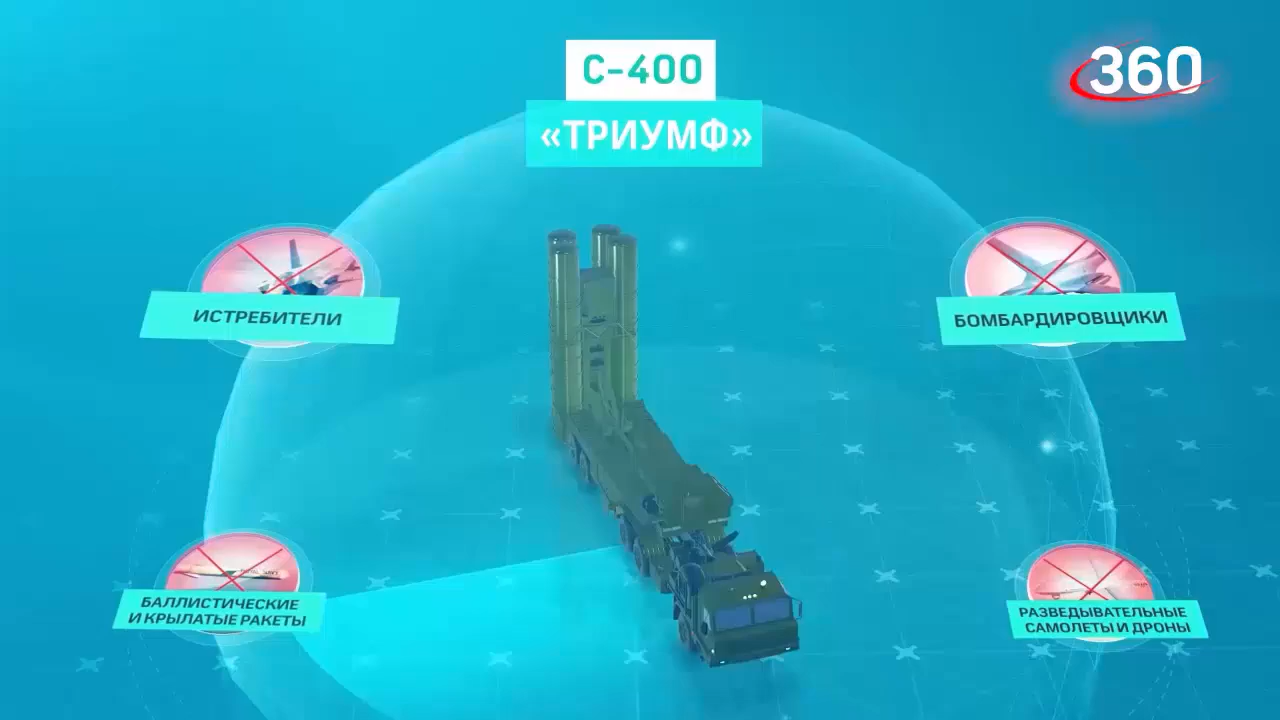 С-400
«ТРИУМФ»
360
ИСТРЕБИТЕЛИ
БОМБАРДИРОВЩИКИ
БАЛЛИСТИЧЕСКИЕ
И КРЫЛАТЫЕ РАКЕТЫ
РАЗВЕДЫВАТЕЛЬНЫЕ
САМОЛЕТЫ И ДРОНЫ